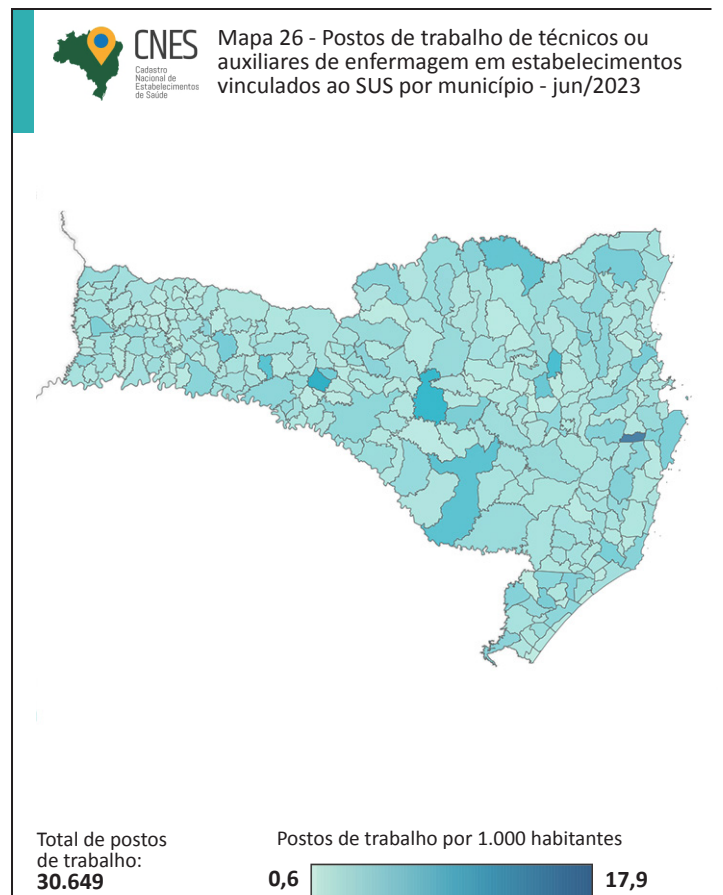 CNES
Cadastro
Nacional de
Estabelecimentos
de Saúde
Mapa 26 - Postos de trabalho de técnicos ou
auxiliares de enfermagem em estabelecimentos
vinculados ao SUS por município - jun/2023
Total de postos
de trabalho:
30.649
Postos de trabalho por 1.000 habitantes
0,6
17,9